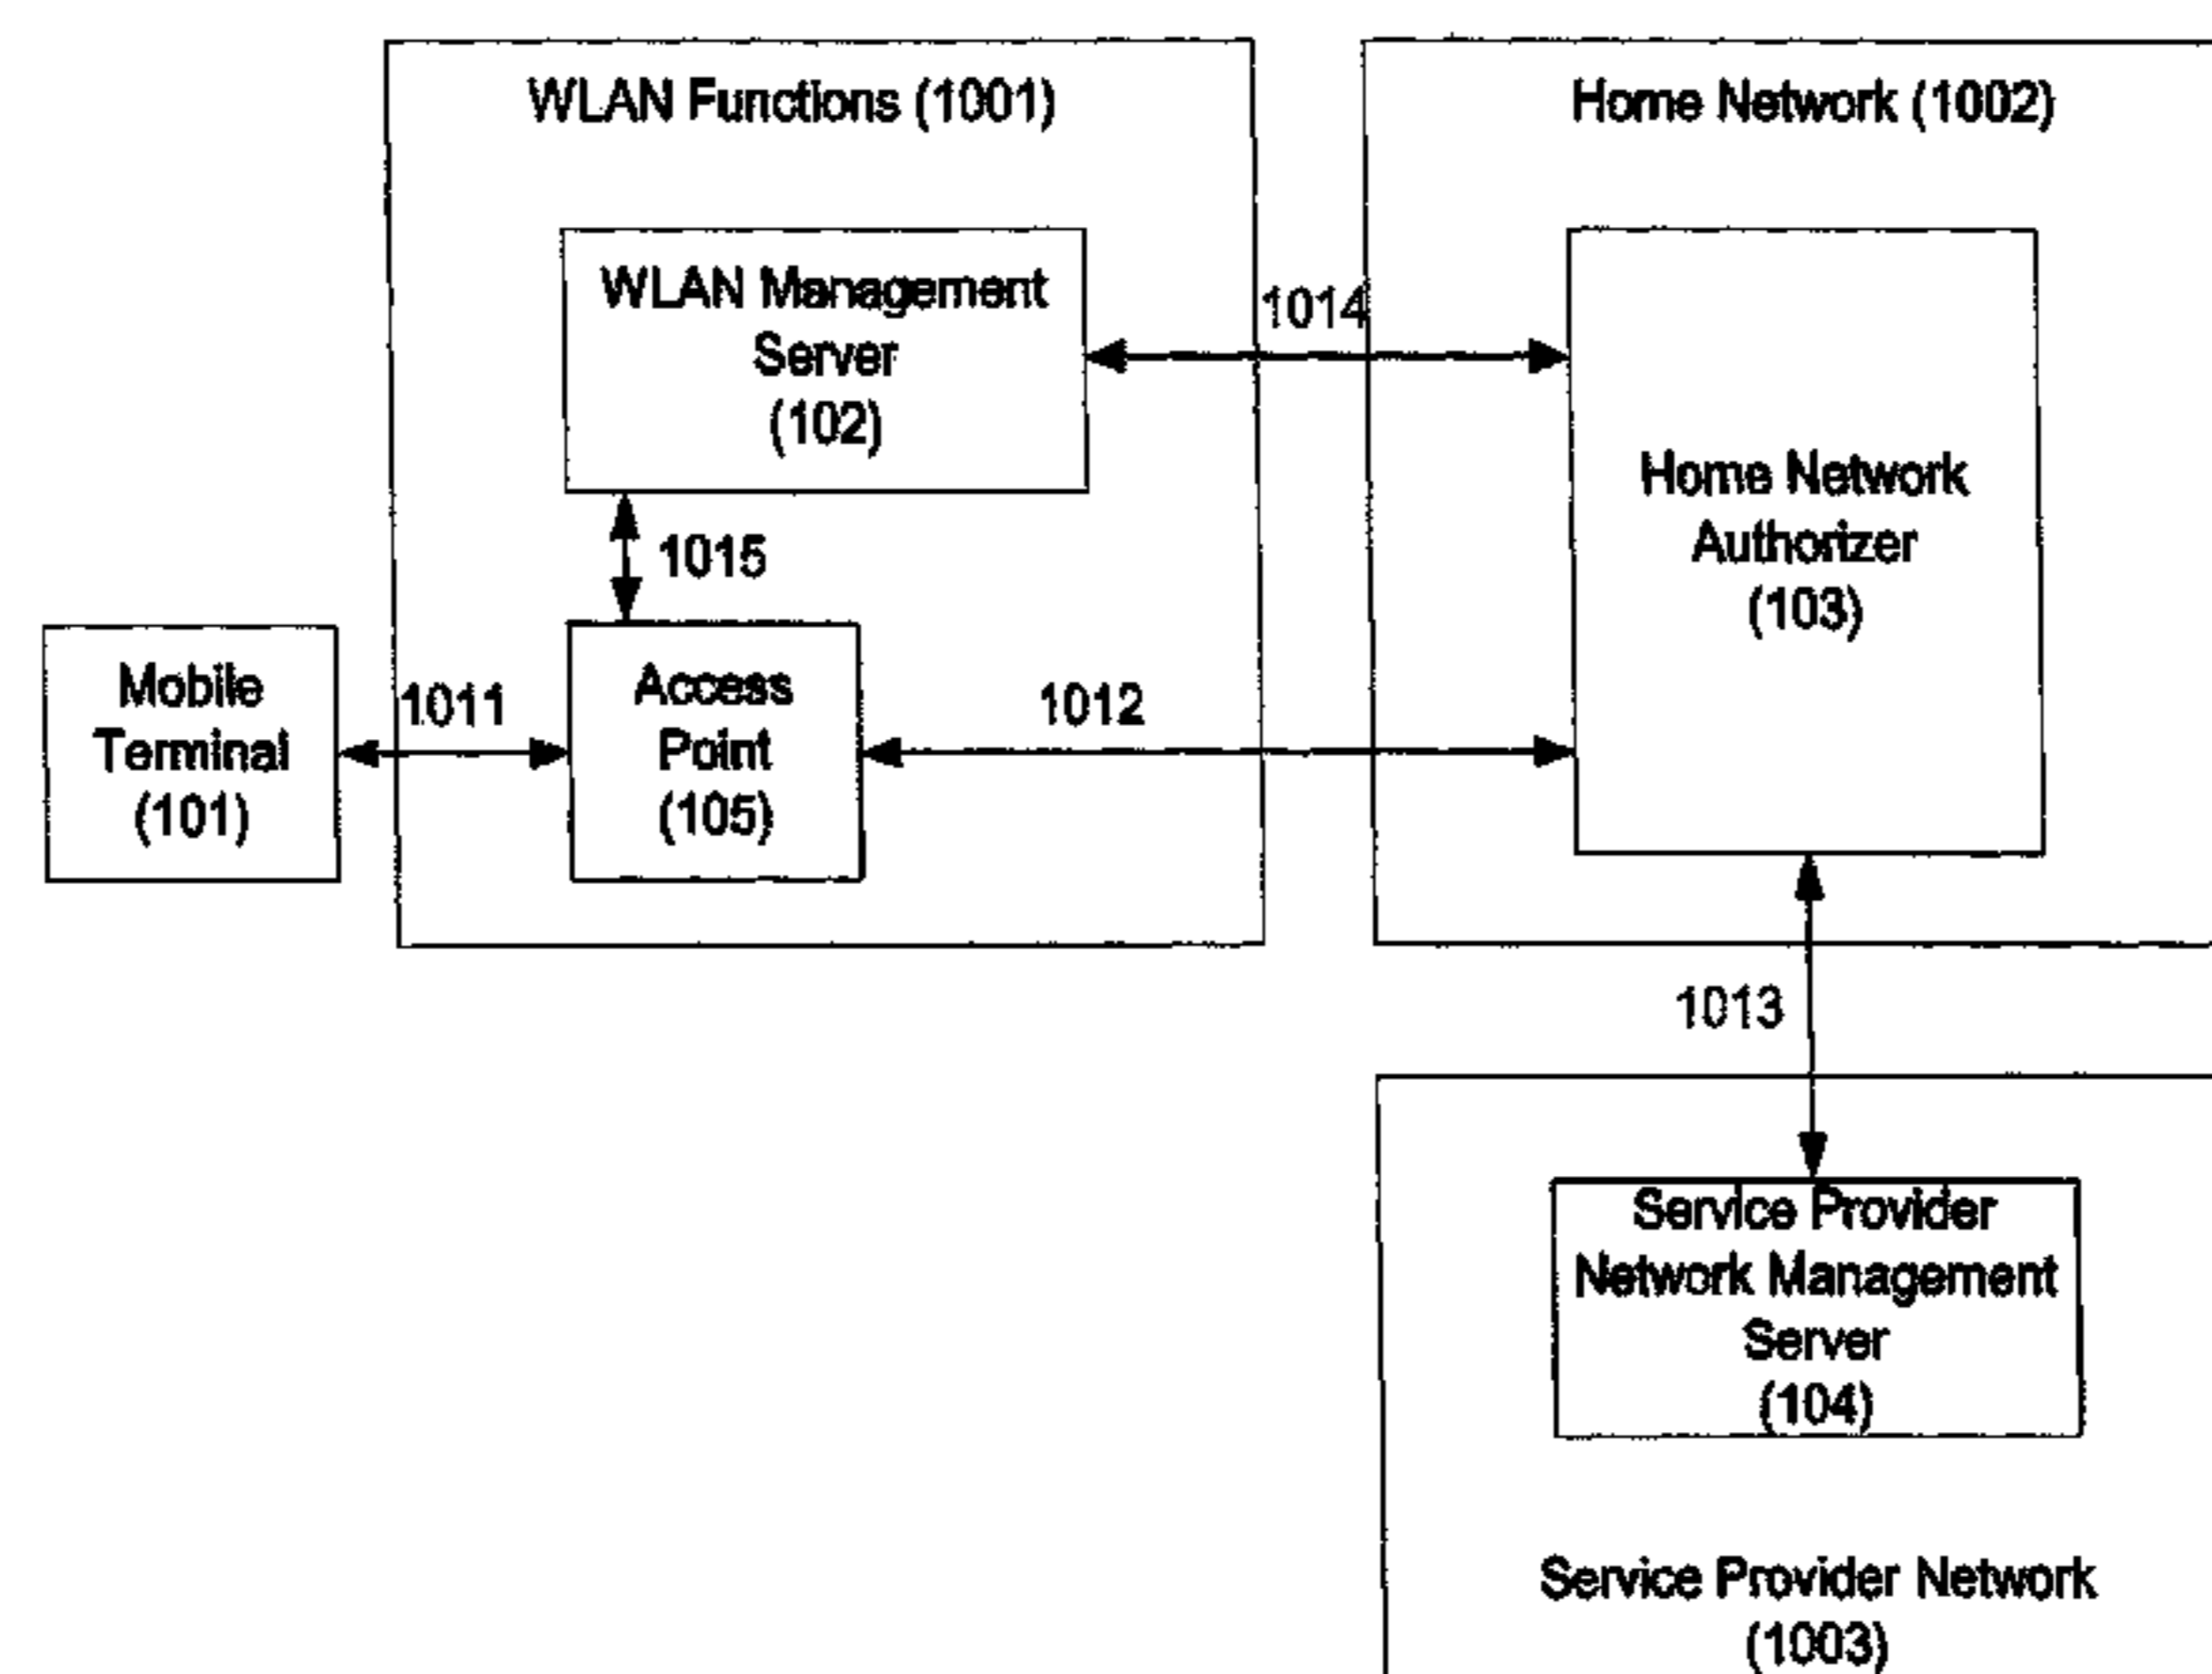 WLAN Functions (1001)
Home Network (1002)
WLAN Management
Server
(102)
1014
Home Network
Authorizer
(103)
1015
Mobile
Terminal
(101)
1011
Access
Point
(105)
1012
1013
Service Provider
Network Management
Server
(104)
Service Provider Network
(1003)